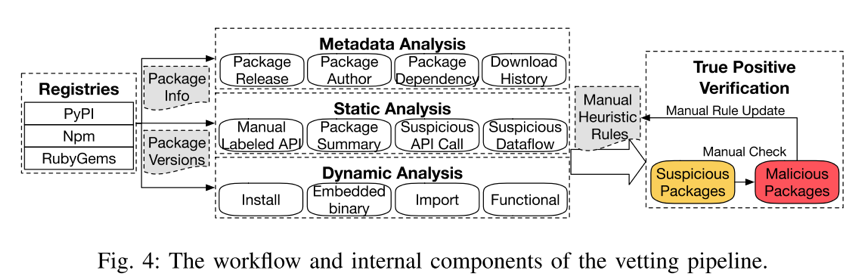 Registries
PyPI
Npm
RubyGems
Package
Info
Package
Versions
Metadata Analysis
Package
Release
Package
Author
Package
Dependency
Download
History
Static Analysis
Manual
Labeled API
Package
Summary
Suspicious
API Call
Suspicious
Dataflow
Dynamic Analysis
Install
Embedded
binary
Import
Functional
Manual
Heuristic
Rules
True Positive
Verification
Manual Rule Update
Manual Check
Suspicious
Packages
Malicious
Packages
Fig. 4: The workflow and internal components of the vetting pipeline.